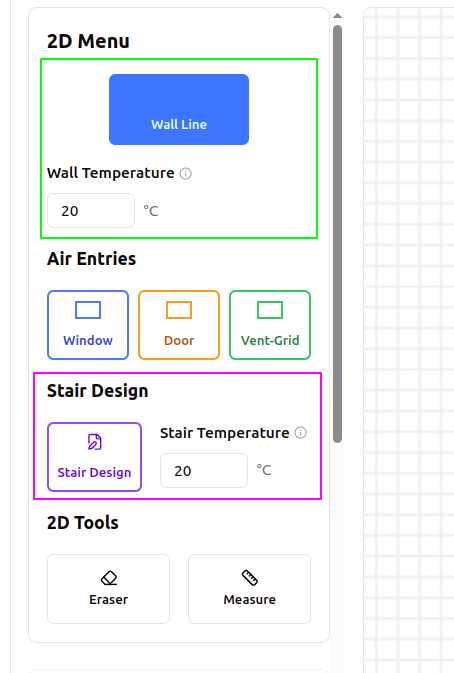 2D Menu
Wall Line
Wall Temperature
20 °C
Air Entries
Window Door Vent-Grid
Stair Design
Stair Temperature
20 °C
Stair Design
2D Tools
Eraser Measure